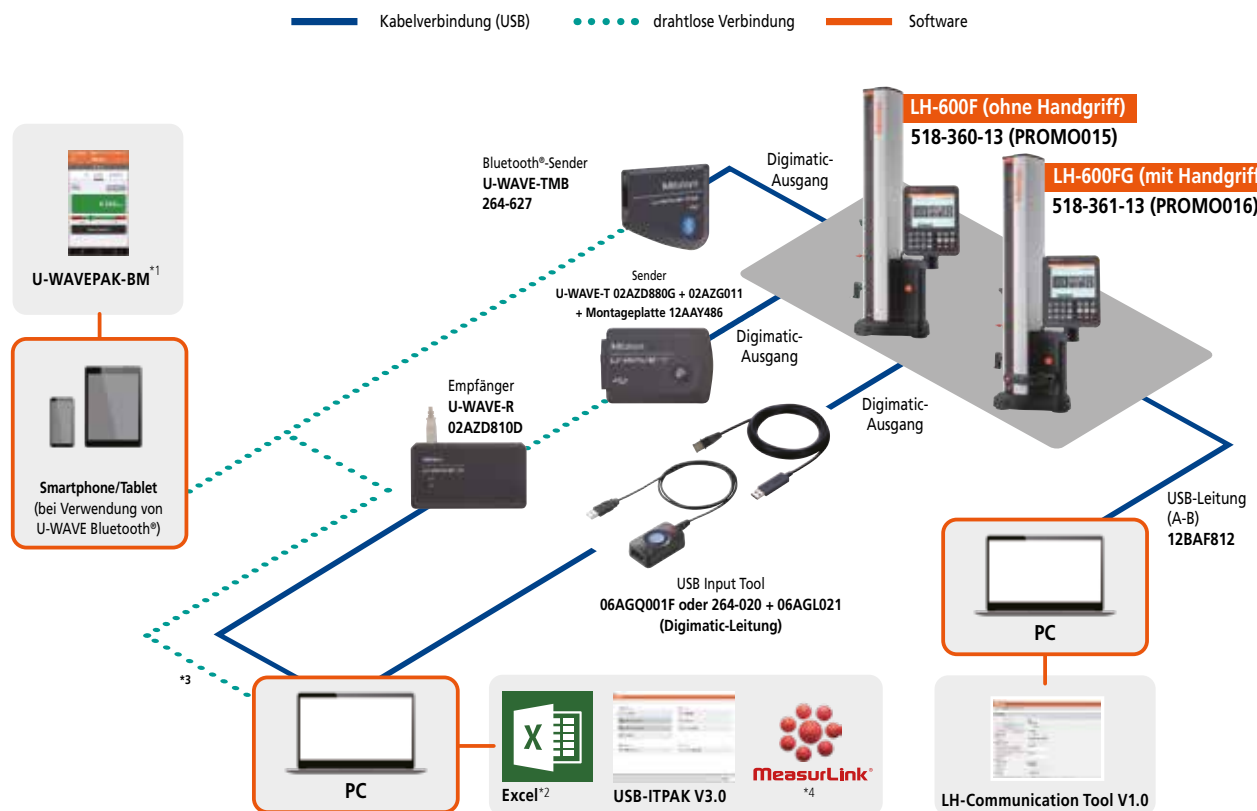 Kabelverbindung (USB)
drahtlose Verbindung
Software
LH-600F (ohne Handgriff)
518-360-13 (PROMO015)
LH-600FG (mit Handgriff
518-361-13 (PROMO016)
Bluetooth®-Sender
U-WAVE-TMB
264-627
Digimatic-
Ausgang
Mitutoyo
U-WAVEPAK-BM*1
Sender
U-WAVE-T 02AZD880G + 02AZG011
+ Montageplatte 12AAY486
Digimatic-
Ausgang
Mitutoyo
Empfänger
U-WAVE-R
02AZD810D
Digimatic-
Ausgang
Smartphone/Tablet
(bei Verwendung von
U-WAVE Bluetooth®)
USB-Leitung
(A-B)
12BAF812
USB Input Tool
06AGQ001F oder 264-020 + 06AGL021
(Digimatic-Leitung)
PC
*3
PC
X
Excel*2
USB-ITPAK V3.0
MeasurLink®
*4
LH-Communication Tool V1.0